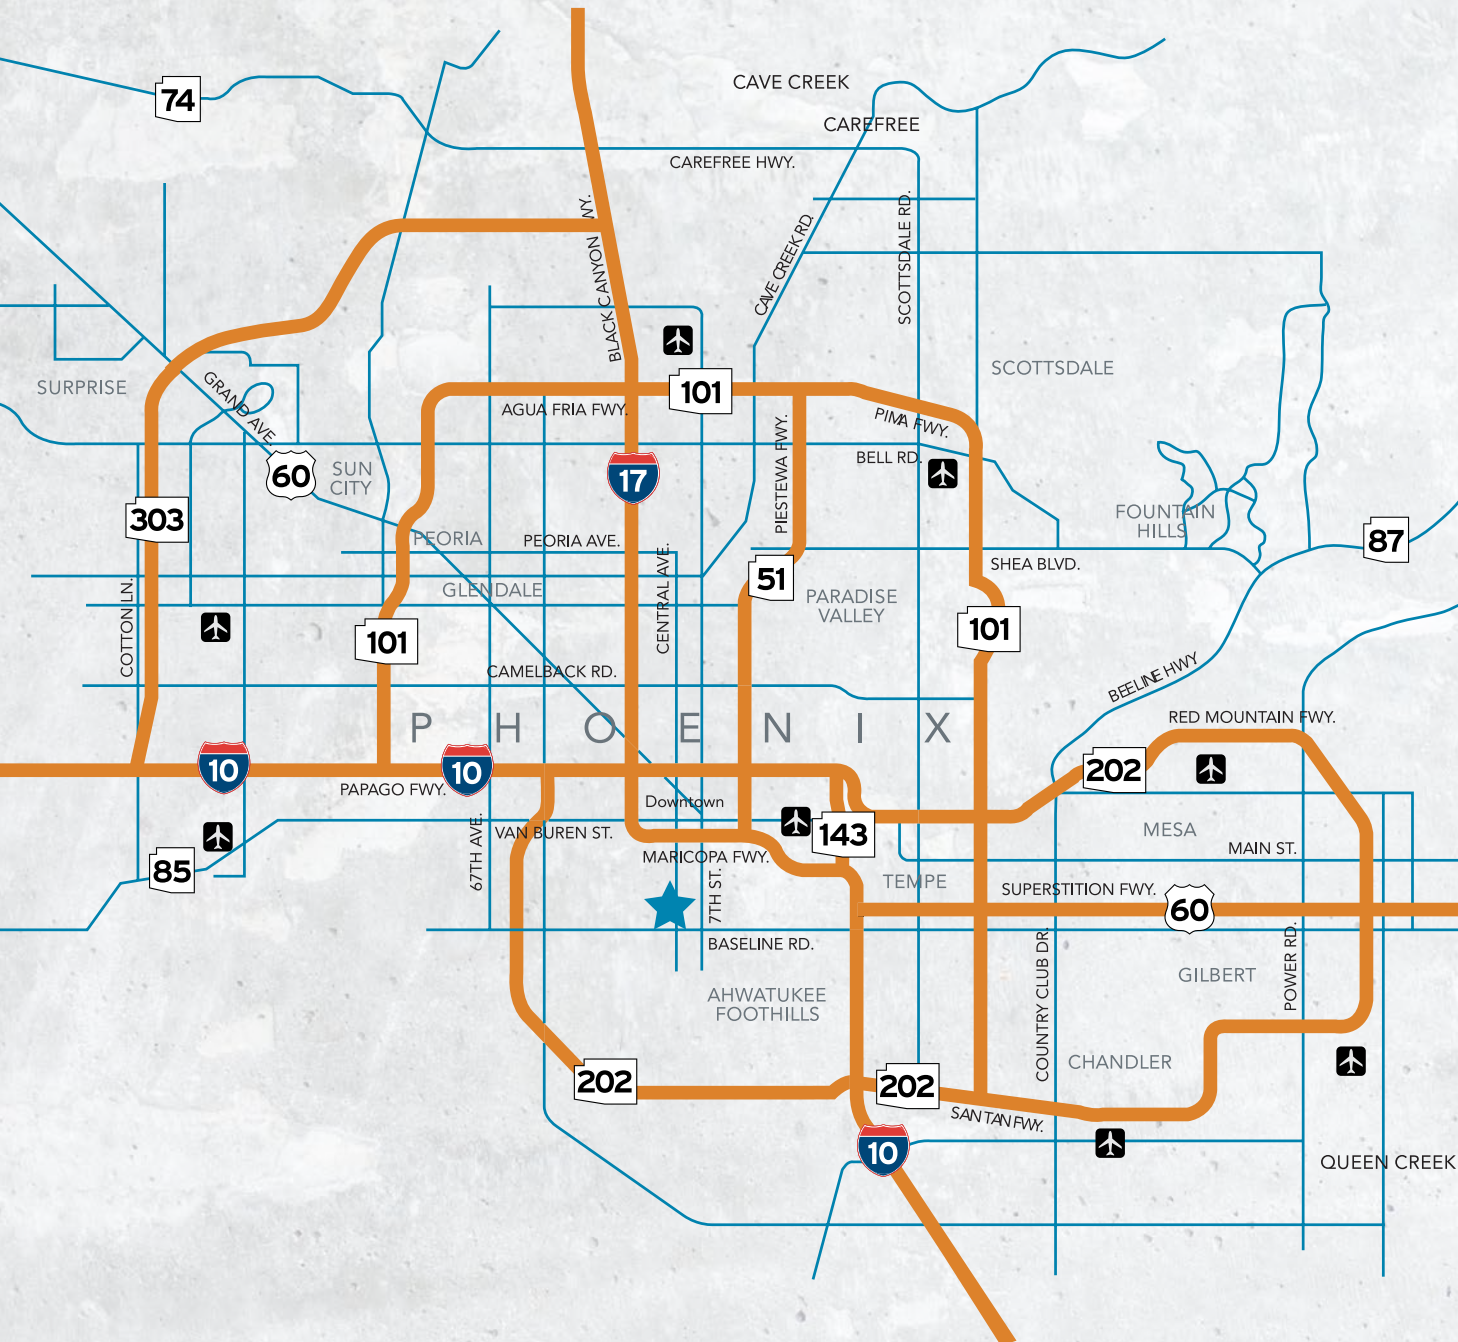 CAVE CREEK
74
CAREFREE
CAREFREE HWY.
BLACK CANYON WY.
CAVE CREEK RD.
SCOTTSDALE RD.
SURPRISE
GRAND AVE.
SCOTTSDALE
101
AGUA FRIA FWY.
PIMA FWY.
PIESTEWA FWY.
BELL RD.
60
SUN
CITY
17
303
FOUNTAIN
HILLS
87
PEORIA
PEORIA AVE.
SHEA BLVD.
51
GLENDALE
PARADISE
VALLEY
COTTON LN.
CENTRAL AVE.
101
101
CAMELBACK RD.
BEELINE HWY
PHOENIX
RED MOUNTAIN FWY.
10
10
202
PAPAGO FWY.
Downtown
67TH AVE.
VAN BUREN ST.
143
MESA
MAIN ST.
MARICOPA FWY.
85
TEMPE
SUPERSTITION FWY.
7TH ST.
60
BASELINE RD.
COUNTRY CLUB DR.
POWER RD.
GILBERT
AHWATUKEE
FOOTHILLS
CHANDLER
202
202
SAN TAN FWY.
10
QUEEN CREEK